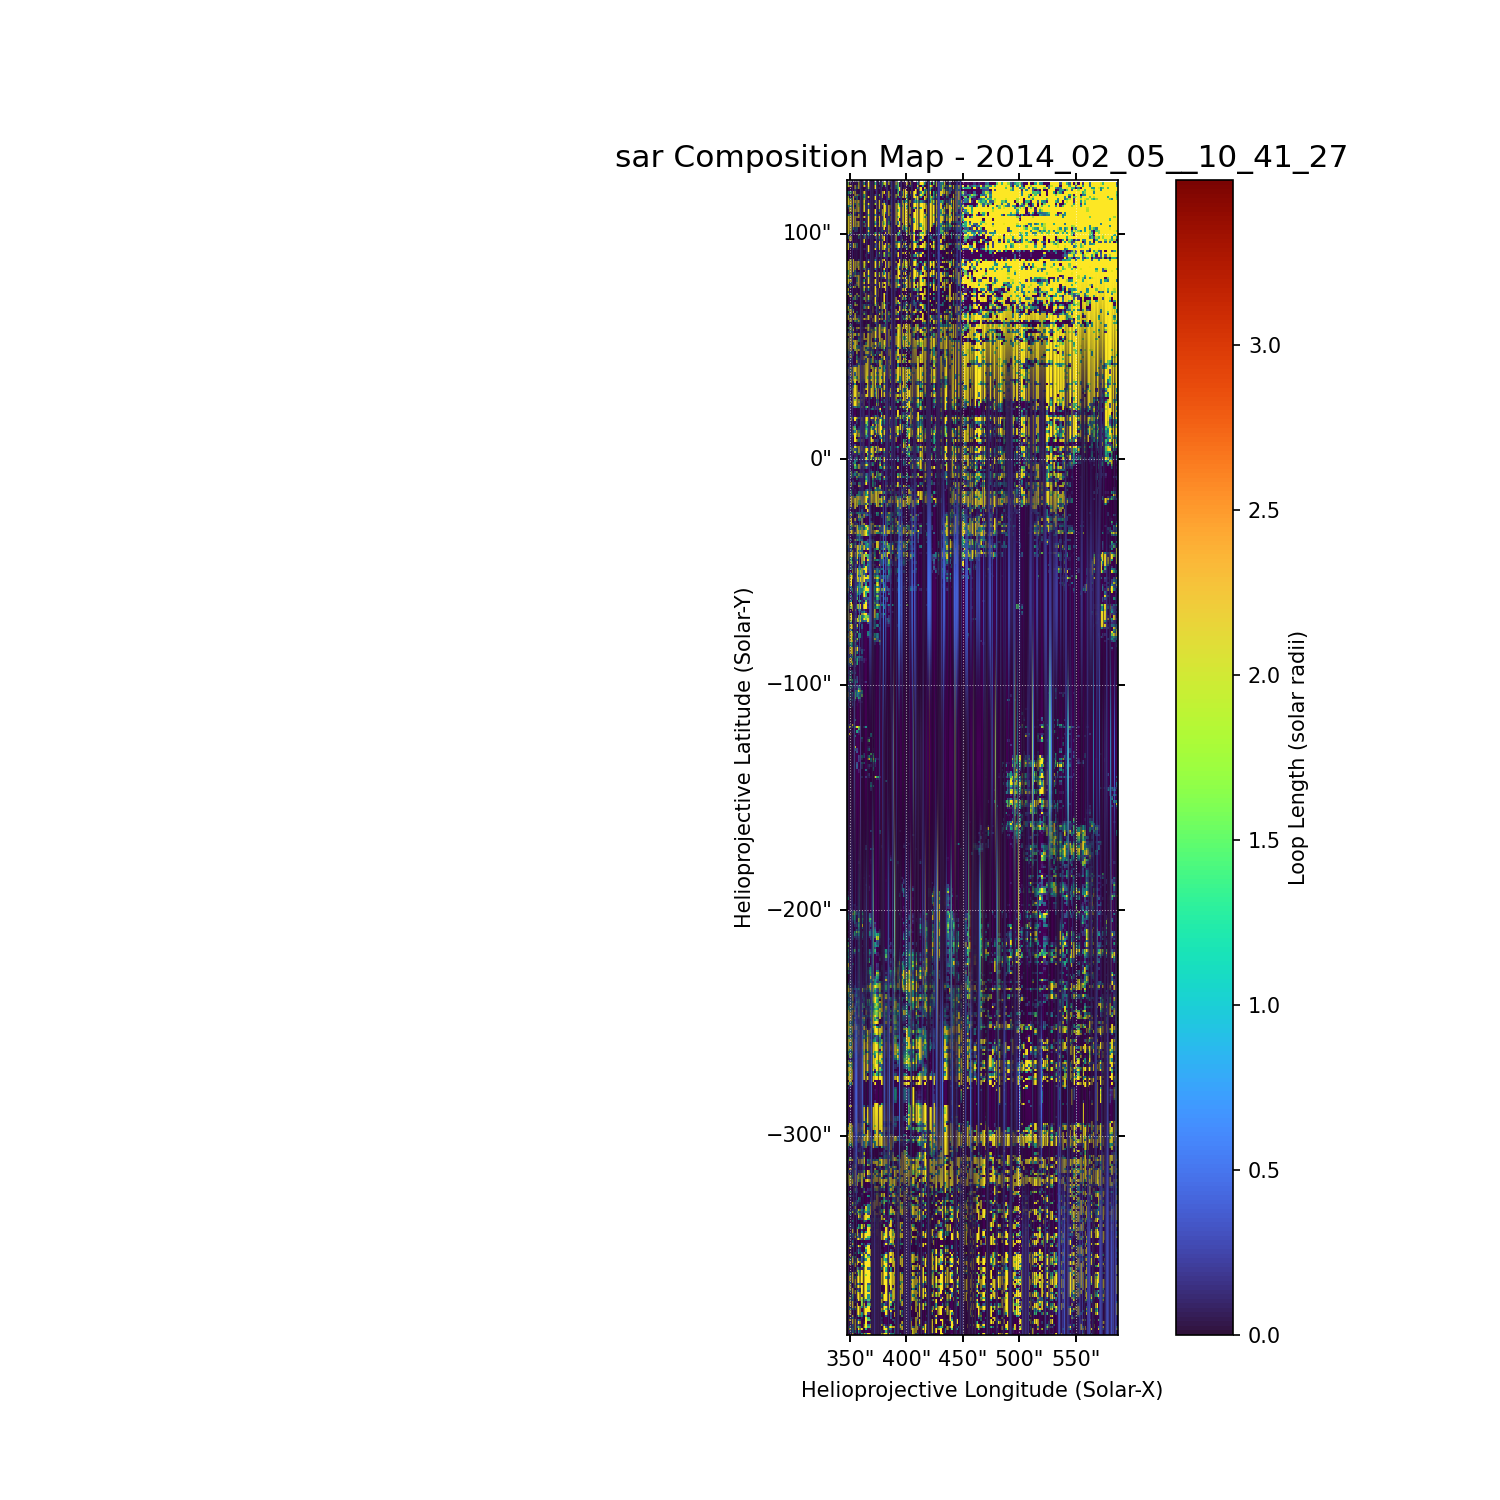 sar Composition Map - 2014_02_05__10_41_27
100"
0"
−100"
−200"
−300"
Helioprojective Latitude (Solar-Y)
350" 400" 450" 500" 550"
Helioprojective Longitude (Solar-X)
3.0
2.5
2.0
1.5
1.0
0.5
0.0
Loop Length (solar radii)